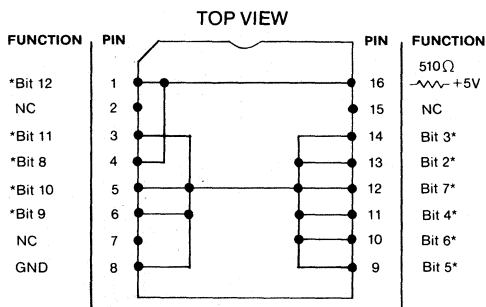 TOP VIEW
FUNCTION PIN PIN FUNCTION
510Ω
*Bit 12 1 16 +5V
NC 2 15 NC
*Bit 11 3 14 Bit 3*
*Bit 8 4 13 Bit 2*
*Bit 10 5 12 Bit 7*
*Bit 9 6 11 Bit 4*
NC 7 10 Bit 6*
GND 8 9 Bit 5*